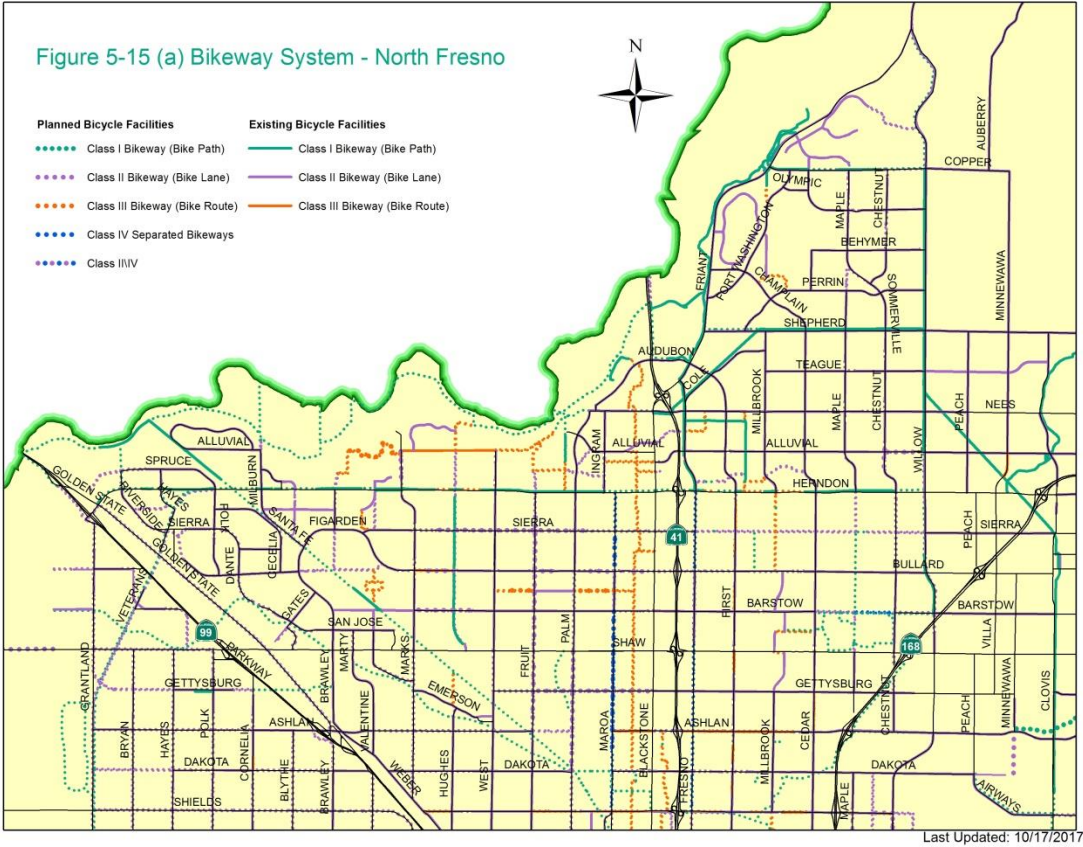 Figure 5-15 (a) Bikeway System - North Fresno
N
Planned Bicycle Facilities
Existing Bicycle Facilities
Class I Bikeway (Bike Path)
Class I Bikeway (Bike Path)
Class II Bikeway (Bike Lane)
Class II Bikeway (Bike Lane)
Class III Bikeway (Bike Route)
Class III Bikeway (Bike Route)
Class IV Separated Bikeways
Class II\IV
AUBERRY
COPPER
OLYMPIC
MAPLE
CHESTNUT
FORT WASHINGTON
BEHYMER
FRIANT
CHAMPLAIN
PERRIN
SOMMERVILLE
MINNEWAWA
SHEPHERD
AUDUBON
COLE
TEAGUE
MILLBROOK
MAPLE
CHESTNUT
PEACH
NEES
ALLUVIAL
INGRAM
ALLUVIAL
ALLUVIAL
WILLOW
SPRUCE
MILBURN
GOLDEN STATE
HAYES
RIVERSIDE
HERNDON
SIERRA
POLK
SANTA FE
FIGARDEN
SIERRA
PEACH
SIERRA
41
GOLDEN STATE
DANTE
CECELIA
BULLARD
VETERANS
GATES
FIRST
BARSTOW
BARSTOW
PALM
SAN JOSE
99
MARTY
MARKS
FRUIT
SHAW
VILLA
168
GRANTLAND
PARKWAY
BRAWLEY
GETTYSBURG
EMERSON
GETTYSBURG
MINNEWAWA
CLOVIS
BRYAN
HAYES
POLK
CORNELIA
ASHLAN
VALENTINE
MAROA
BLACKSTONE
ASHLAN
MILLBROOK
CEDAR
CHESTNUT
PEACH
DAKOTA
BLYTHE
BRAWLEY
WEBER
HUGHES
WEST
DAKOTA
FRESNO
DAKOTA
MAPLE
AIRWAYS
SHIELDS
Last Updated: 10/17/2017